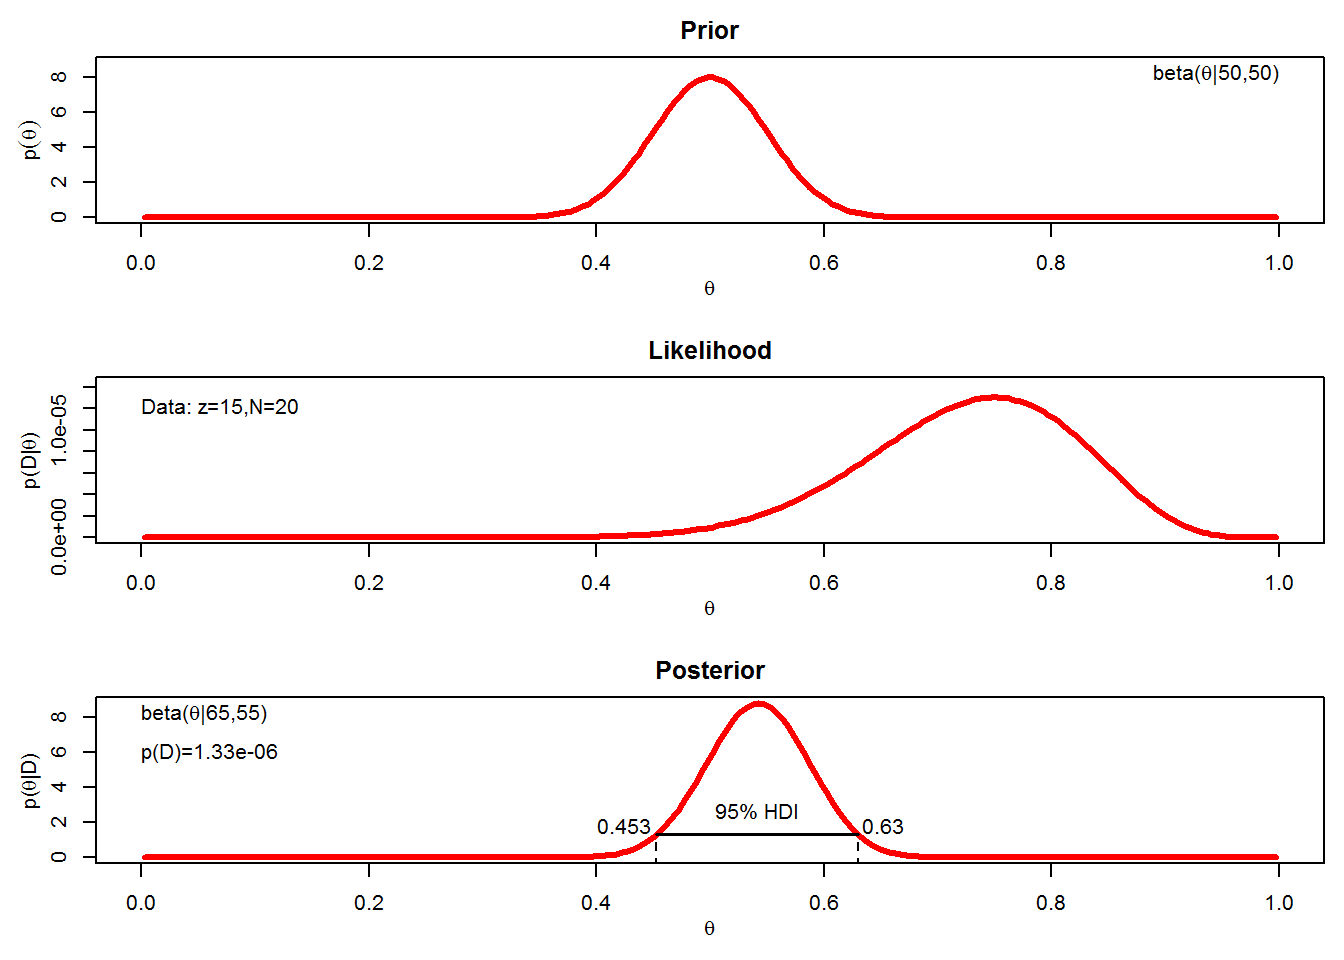 Prior
beta(θ|50,50)
p(θ)
0 2 4 6 8
0.0 0.2 0.4 0.6 0.8 1.0
θ
Likelihood
Data: z=15,N=20
p(D|θ)
0.0e+00 1.0e-05
0.0 0.2 0.4 0.6 0.8 1.0
θ
Posterior
beta(θ|65,55)
p(D)=1.33e-06
95% HDI
0.453 0.63
p(θ|D)
0 2 4 6 8
0.0 0.2 0.4 0.6 0.8 1.0
θ